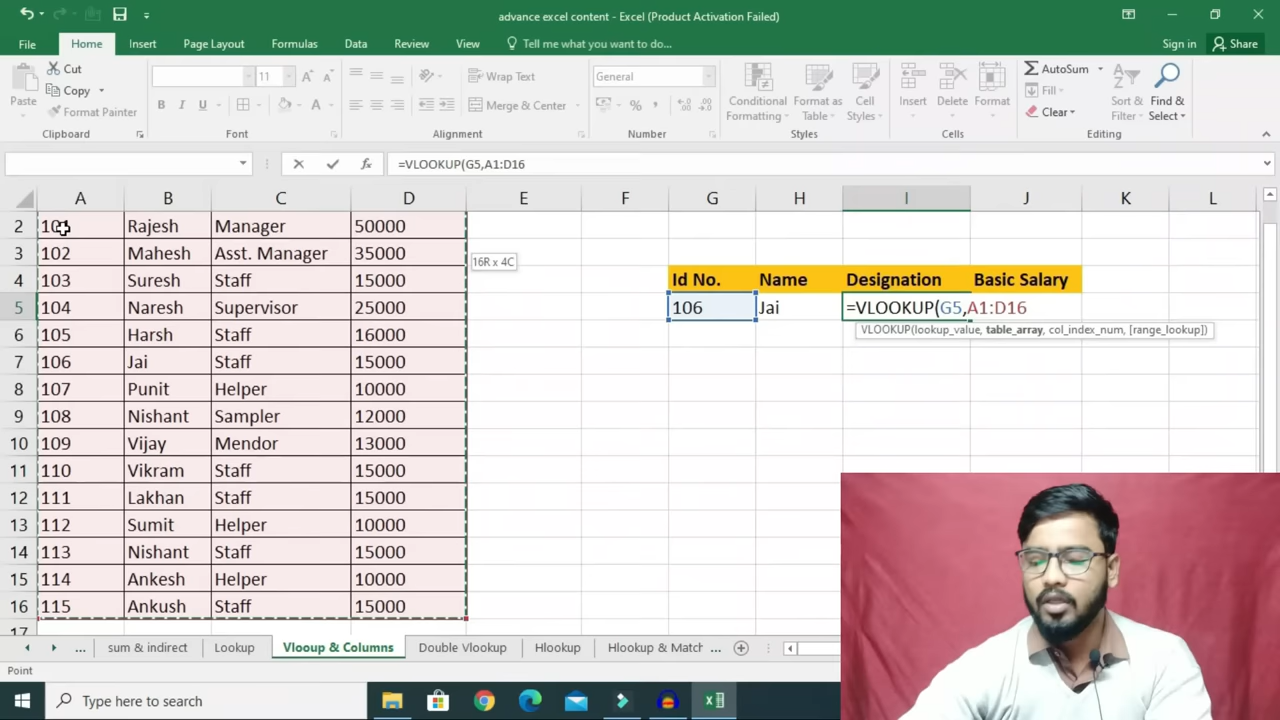 advance excel content - Excel (Product Activation Failed)
File Home Insert Page Layout Formulas Data Review View Tell me what you want to do... Sign in Share
Paste Cut Copy Format Painter Clipboard
11 B I U A A A Font
Wrap Text Merge & Center Alignment
General % , Number
Conditional Formatting Format as Table Cell Styles Styles
Insert Delete Format Cells
AutoSum Fill Clear Sort & Filter Find & Select Editing
fx =VLOOKUP(G5,A1:D16
A B C D E F G H I J K L
2 Rajesh Manager 50000
3 102 Mahesh Asst. Manager 35000
16R x 4C
4 103 Suresh Staff 15000 Id No. Name Designation Basic Salary
5 104 Naresh Supervisor 25000 106 Jai =VLOOKUP(G5,A1:D16
VLOOKUP(lookup_value, table_array, col_index_num, [range_lookup])
6 105 Harsh Staff 16000
7 106 Jai Staff 15000
8 107 Punit Helper 10000
9 108 Nishant Sampler 12000
10 109 Vijay Mendor 13000
11 110 Vikram Staff 15000
12 111 Lakhan Staff 15000
13 112 Sumit Helper 10000
14 113 Nishant Staff 15000
15 114 Ankesh Helper 10000
16 115 Ankush Staff 15000
17
... sum & indirect Lookup Vlooup & Columns Double Vlookup Hlookup Hlookup & Match ...
Point
Type here to search